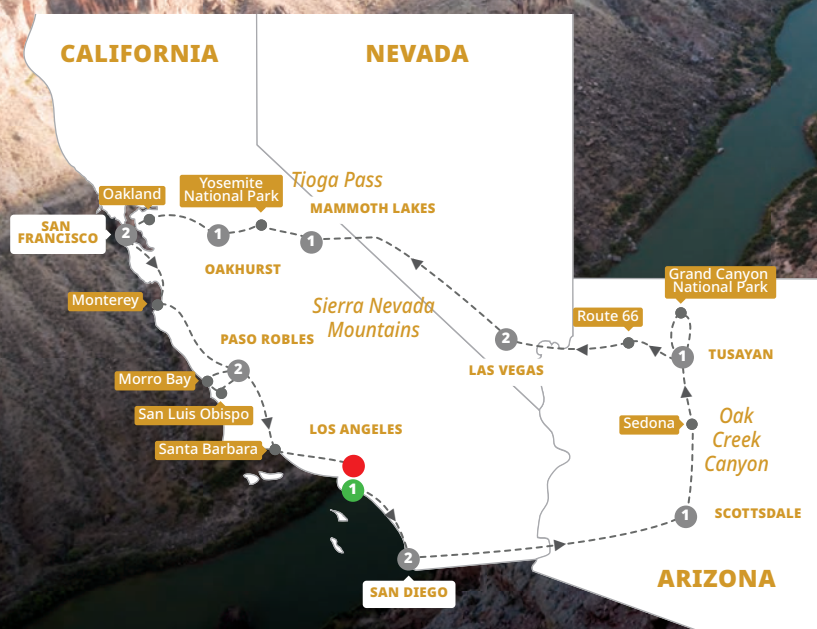 CALIFORNIA
NEVADA
Tioga Pass
Yosemite
National Park
Oakland
MAMMOTH LAKES
SAN
FRANCISCO
2
1
1
OAKHURST
Grand Canyon
National Park
Monterey
Sierra Nevada
Mountains
Route 66
PASO ROBLES
2
LAS VEGAS
1
TUSAYAN
2
Morro Bay
San Luis Obispo
Sedona
Oak
Creek
Canyon
LOS ANGELES
Santa Barbara
1
1
SCOTTSDALE
2
SAN DIEGO
ARIZONA